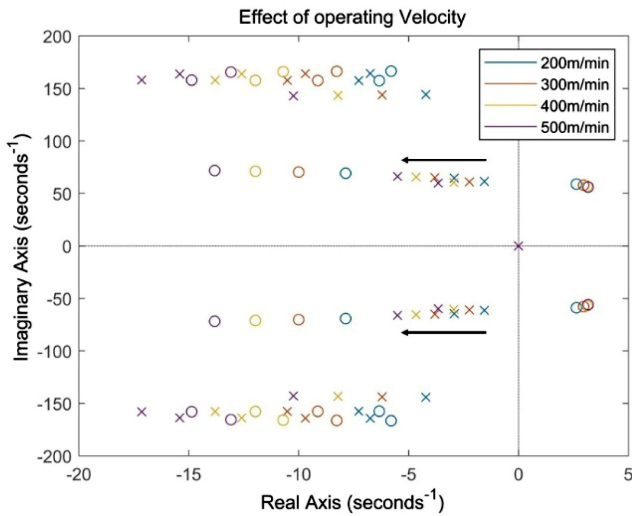 Effect of operating Velocity
200
150
100
50
0
-50
-100
-150
-200
Imaginary Axis (seconds⁻¹)
200m/min
300m/min
400m/min
500m/min
-20 -15 -10 -5 0 5
Real Axis (seconds⁻¹)